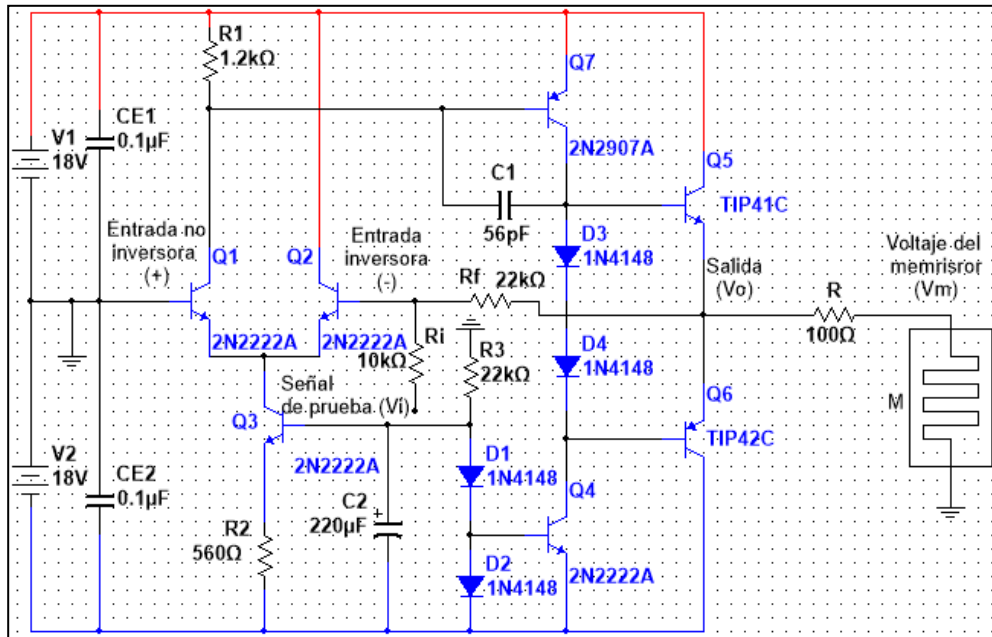 R1
1.2kΩ
Q7
CE1
0.1µF
V1
18V
2N2907A
C1
Q5
TIP41C
56pF
Entrada no
inversora
(+)
Q1
Q2
Entrada
inversora
(-)
D3
1N4148
Rf
22kΩ
Salida
(Vo)
Voltaje del
memrisror
(Vm)
R
100Ω
2N2222A
2N2222A
Ri
10kΩ
R3
22kΩ
D4
1N4148
Señal
de prueba (Vi)
Q3
Q6
TIP42C
M
V2
18V
CE2
0.1µF
2N2222A
D1
1N4148
Q4
C2
+
220µF
R2
560Ω
D2
1N4148
2N2222A